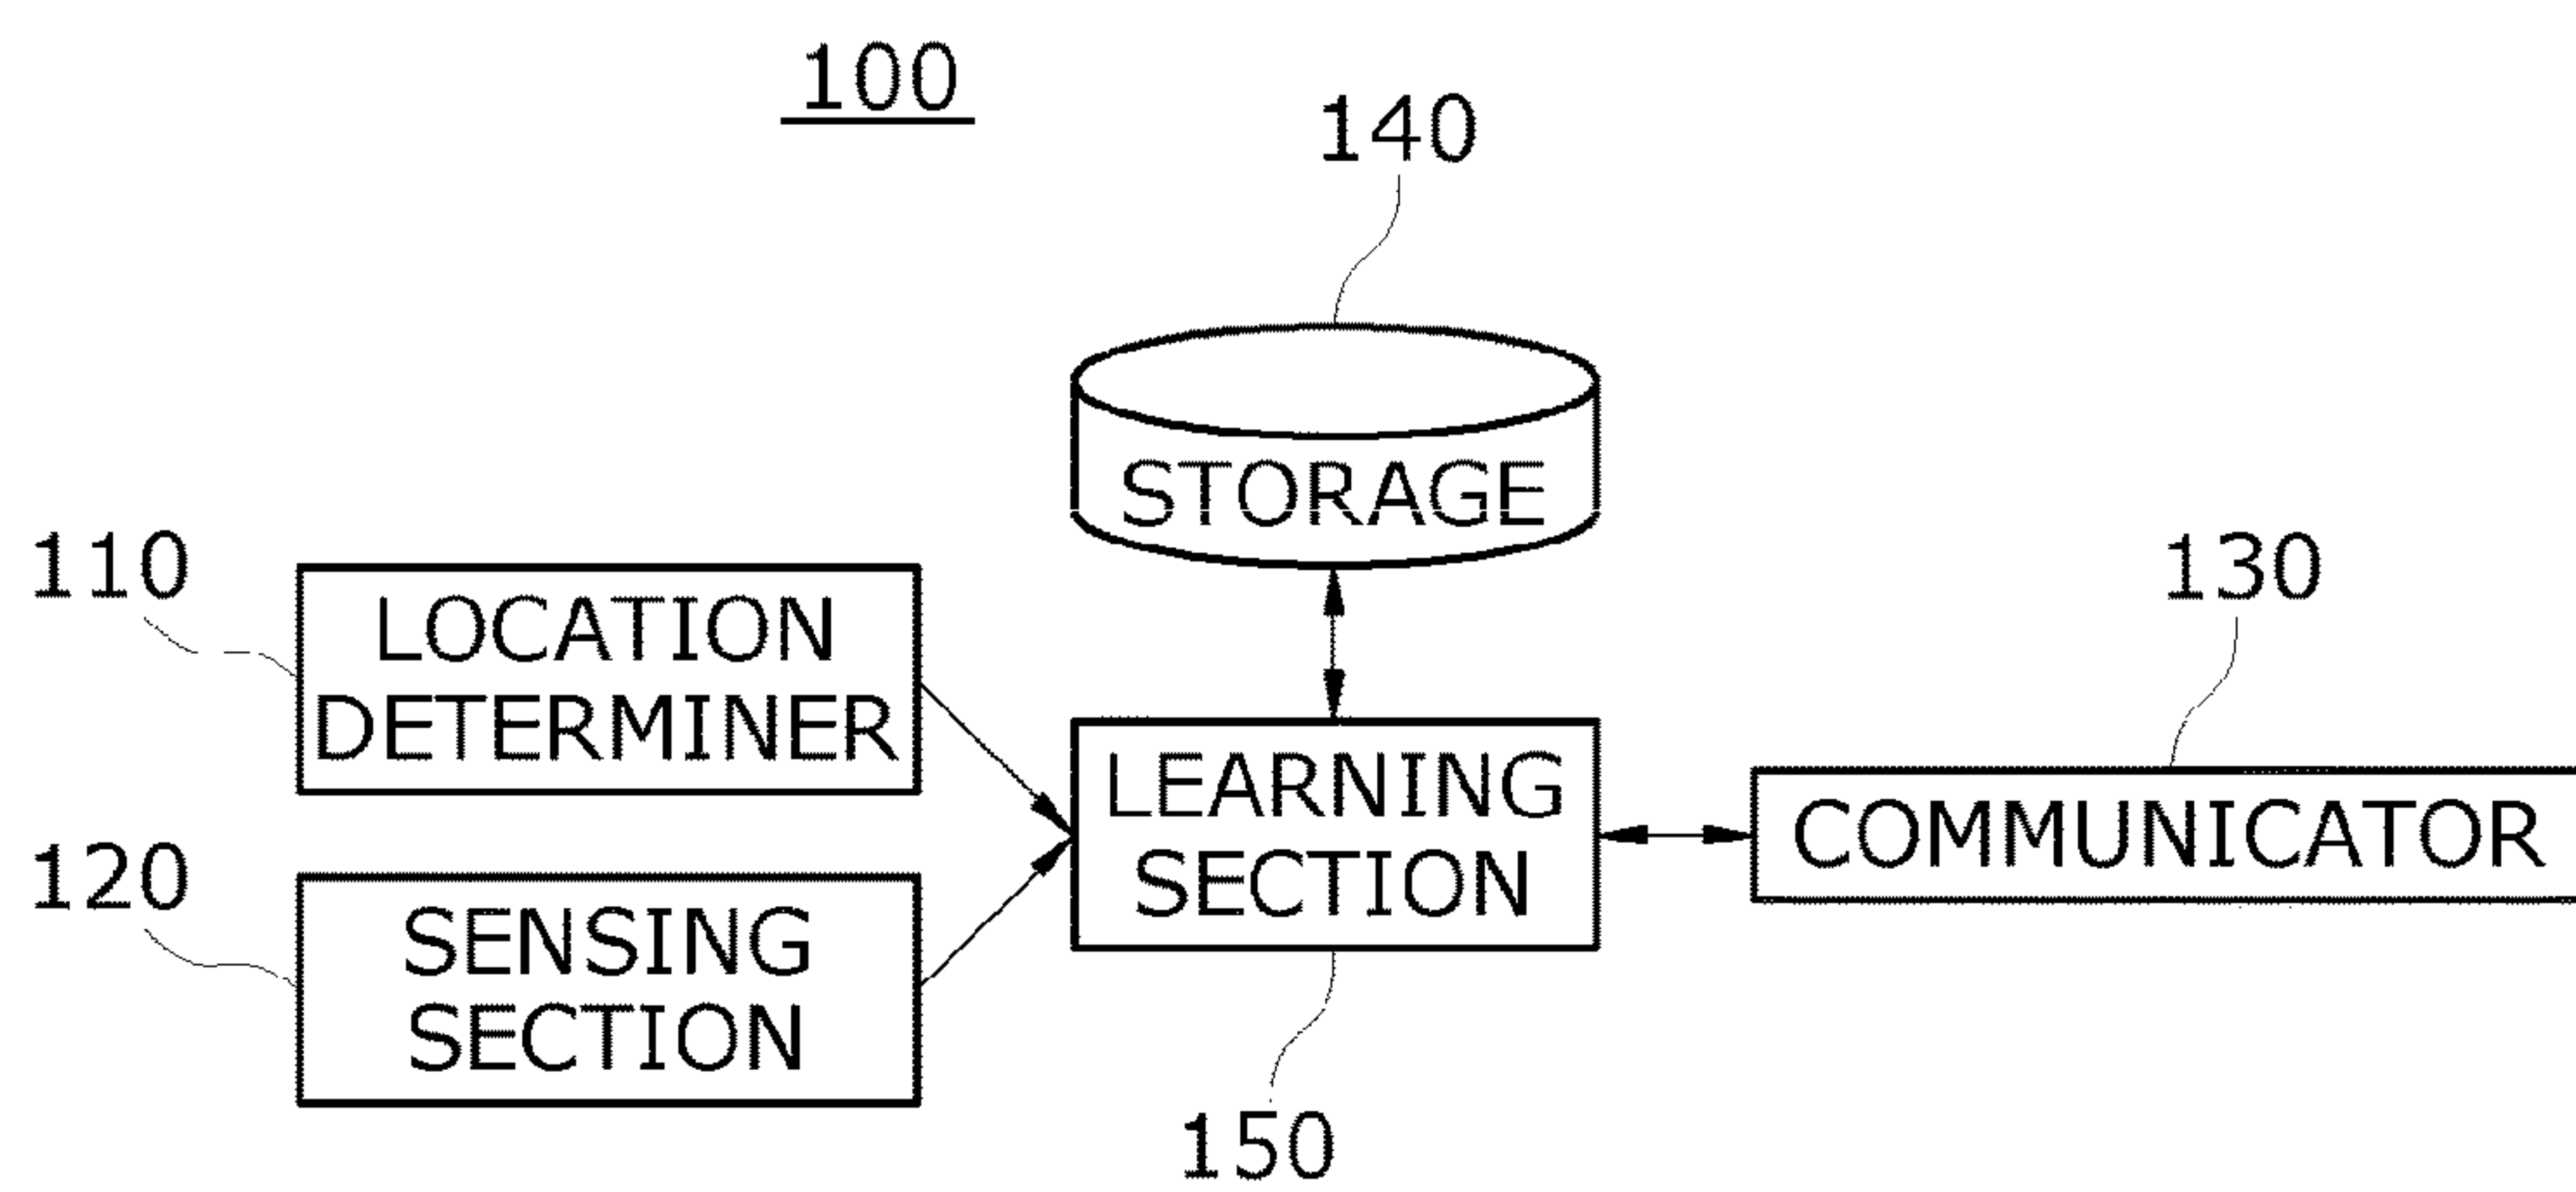 100
140
STORAGE
110
LOCATION
DETERMINER
130
LEARNING
SECTION
COMMUNICATOR
120
SENSING
SECTION
150